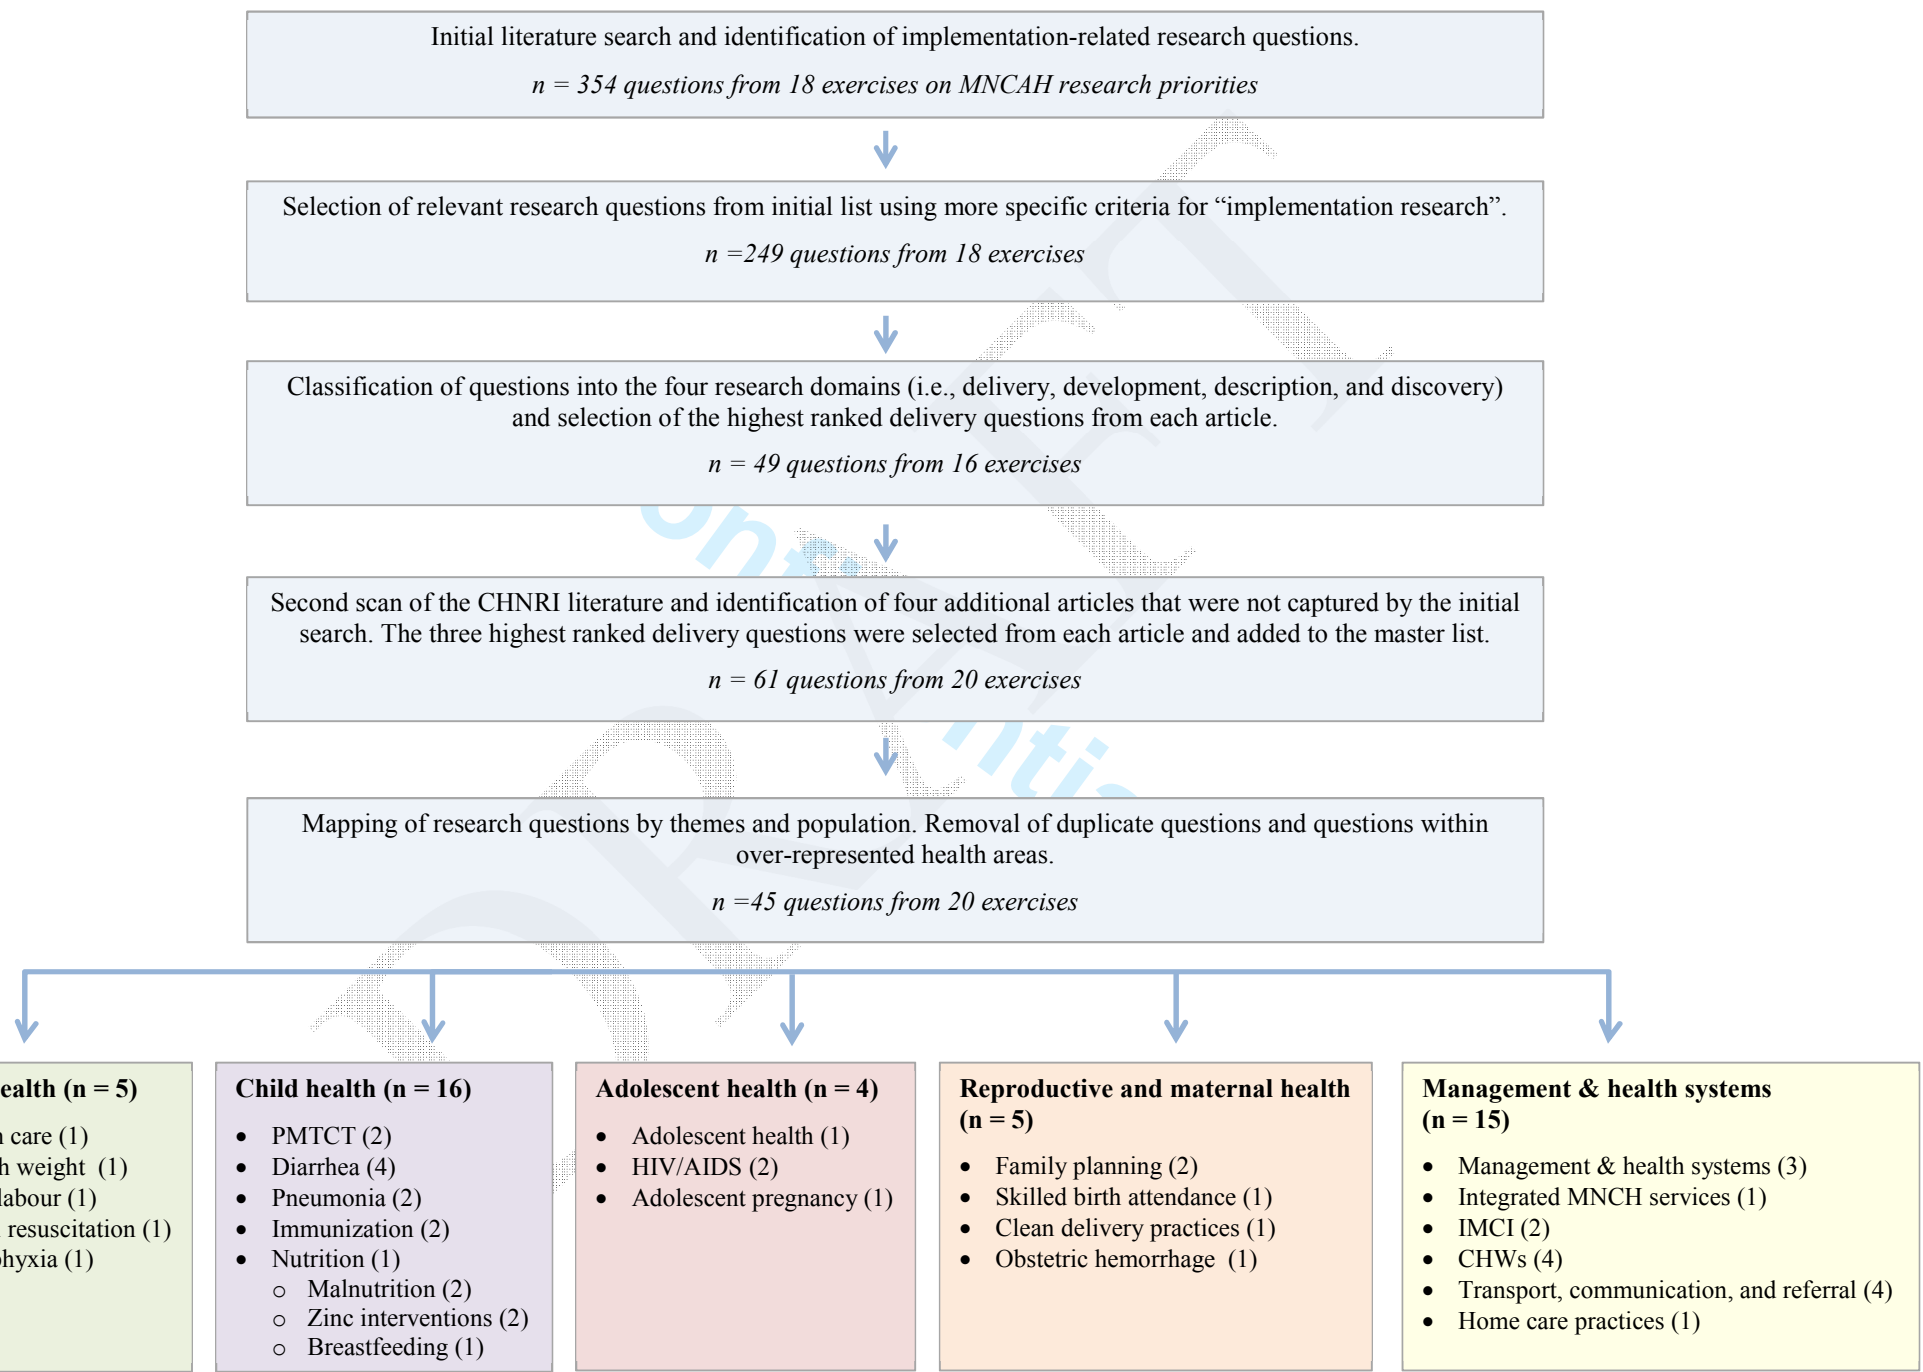 Initial literature search and identification of implementation-related research questions.
n = 354 questions from 18 exercises on MNCAH research priorities
Selection of relevant research questions from initial list using more specific criteria for “implementation research”.
n =249 questions from 18 exercises
Classification of questions into the four research domains (i.e., delivery, development, description, and discovery)
and selection of the highest ranked delivery questions from each article.
n = 49 questions from 16 exercises
Second scan of the CHNRI literature and identification of four additional articles that were not captured by the initial
search. The three highest ranked delivery questions were selected from each article and added to the master list.
n = 61 questions from 20 exercises
Mapping of research questions by themes and population. Removal of duplicate questions and questions within
over-represented health areas.
n =45 questions from 20 exercises
(n = 5)
care (1)
weight (1)
labour (1)
resuscitation (1)
(1)
Child health (n = 16)
• PMTCT (2)
• Diarrhea (4)
• Pneumonia (2)
• Immunization (2)
• Nutrition (1)
o Malnutrition (2)
o Zinc interventions (2)
o Breastfeeding (1)
Adolescent health (n = 4)
• Adolescent health (1)
• HIV/AIDS (2)
• Adolescent pregnancy (1)
Reproductive and maternal health
(n = 5)
• Family planning (2)
• Skilled birth attendance (1)
• Clean delivery practices (1)
• Obstetric hemorrhage (1)
Management & health systems
(n = 15)
• Management & health systems (3)
• Integrated MNCH services (1)
• IMCI (2)
• CHWs (4)
• Transport, communication, and referral (4)
• Home care practices (1)
DRAFT